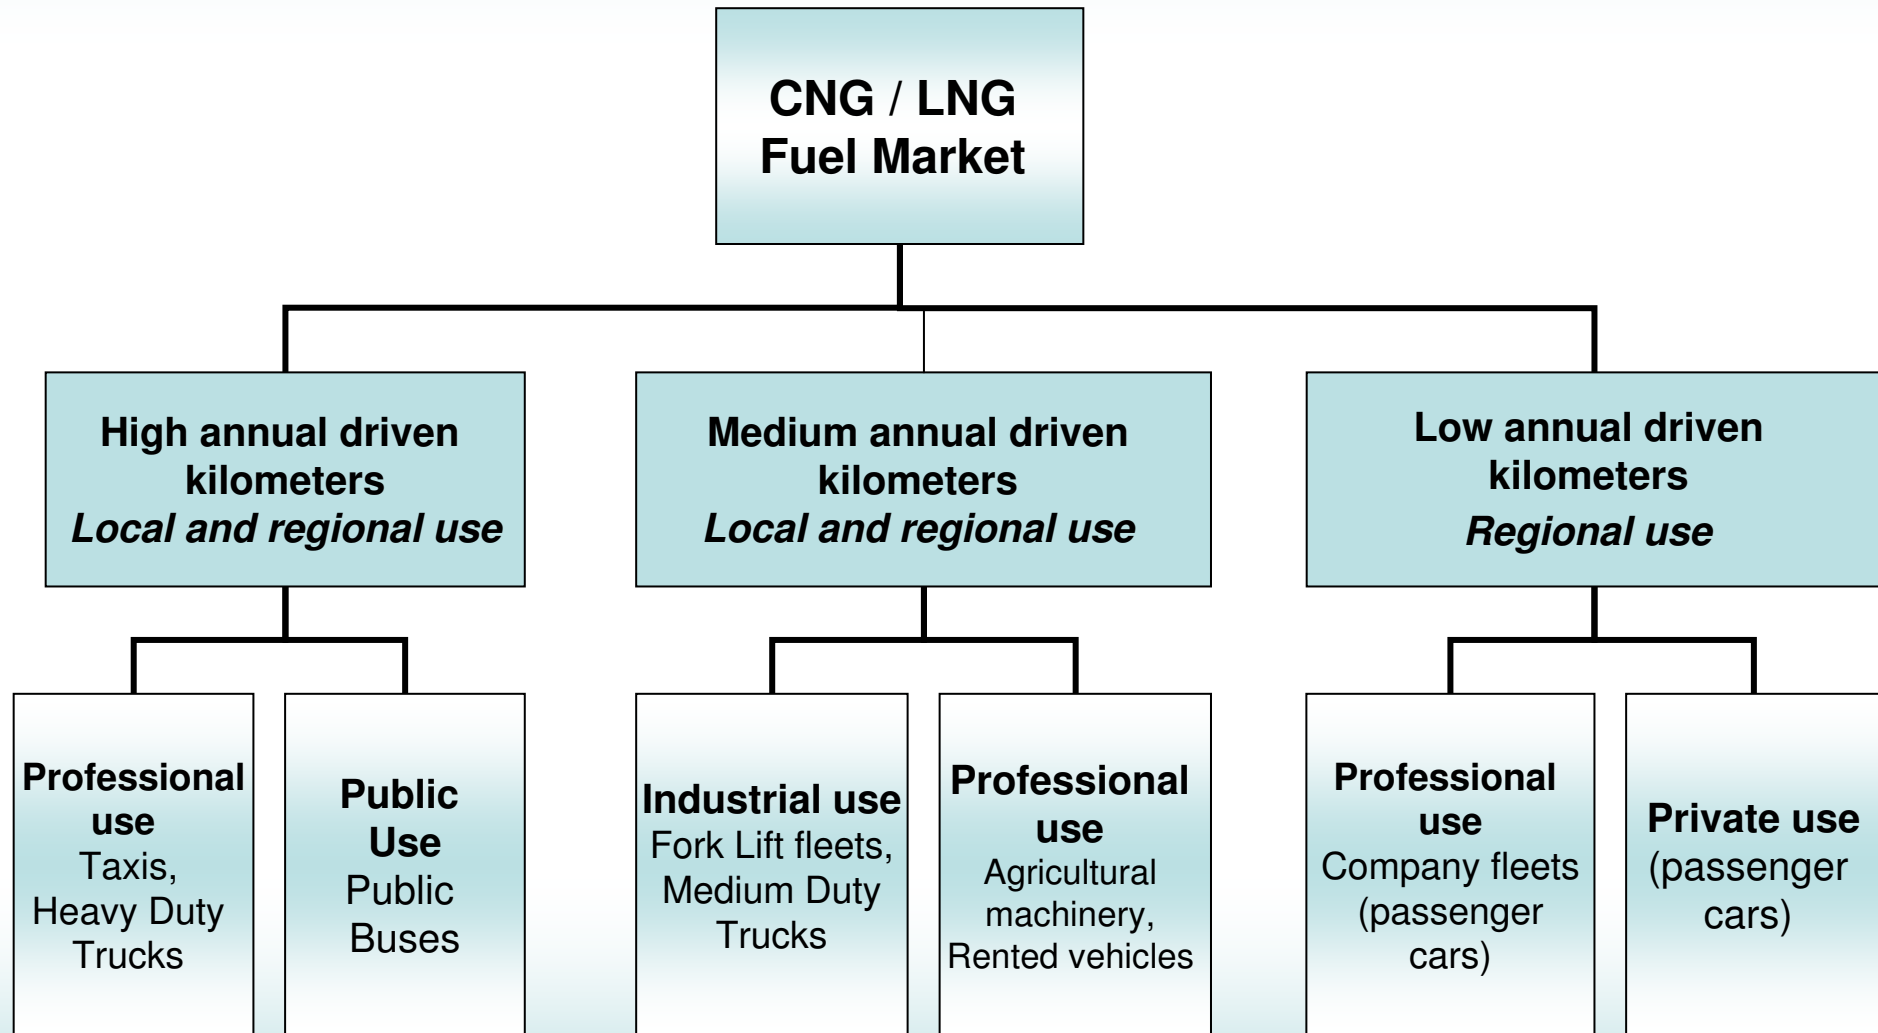 CNG / LNG
Fuel Market
High annual driven
kilometers
Local and regional use
Medium annual driven
kilometers
Local and regional use
Low annual driven
kilometers
Regional use
Professional
use
Taxis,
Heavy Duty
Trucks
Public
Use
Public
Buses
Industrial use
Fork Lift fleets,
Medium Duty
Trucks
Professional
use
Agricultural
machinery,
Rented vehicles
Professional
use
Company fleets
(passenger
cars)
Private use
(passenger
cars)